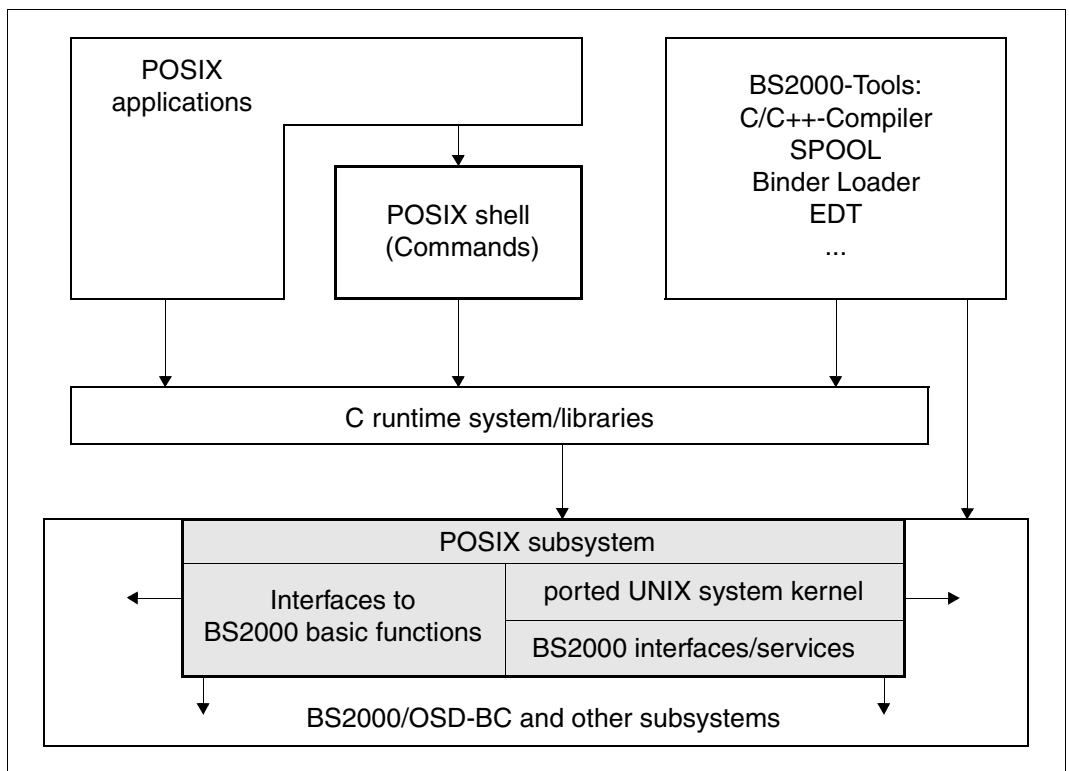 POSIX
applications
BS2000-Tools:
C/C++-Compiler
SPOOL
Binder Loader
EDT
...
POSIX shell
(Commands)
C runtime system/libraries
POSIX subsystem
Interfaces to
BS2000 basic functions
ported UNIX system kernel
BS2000 interfaces/services
BS2000/OSD-BC and other subsystems